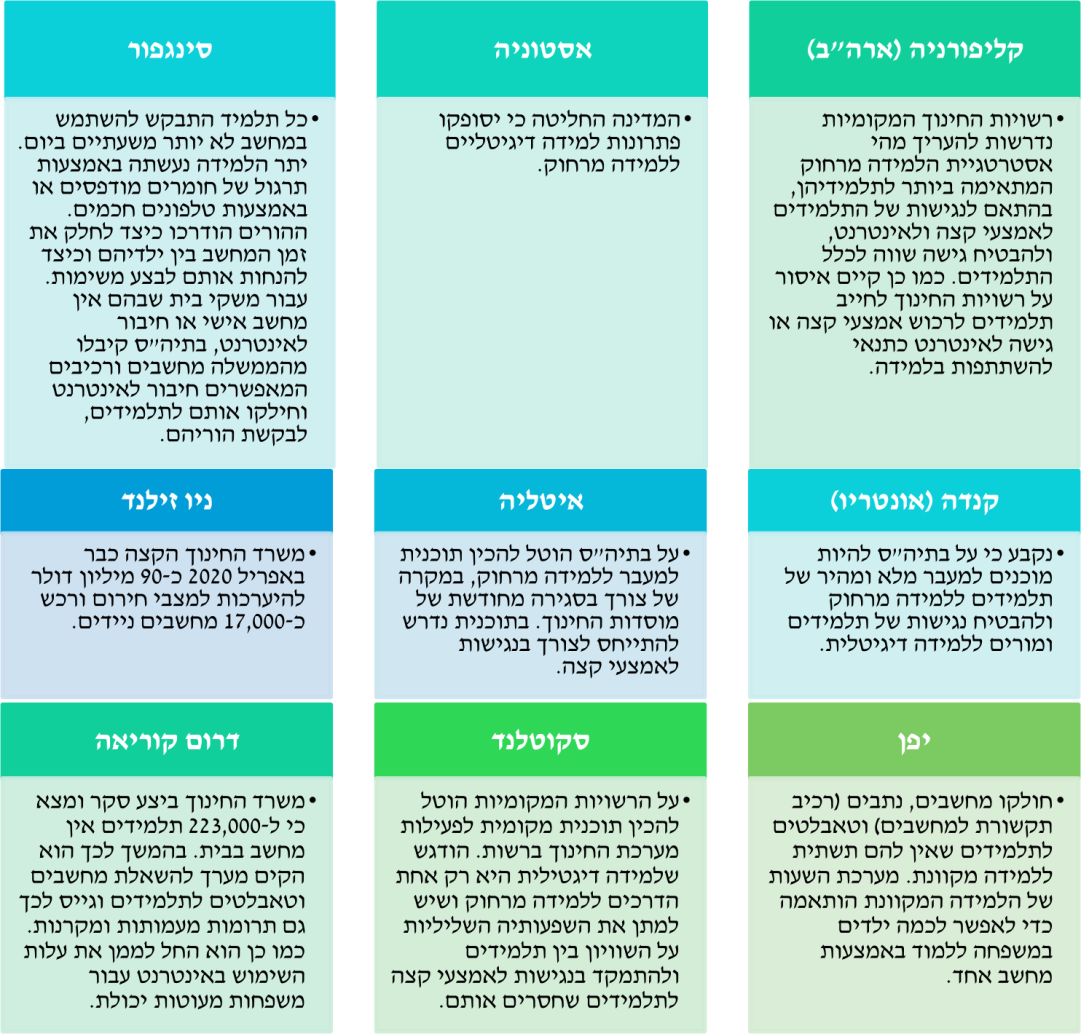 קליפורניה (ארה״ב)
• רשויות החינוך המקומיות
נדרשות להעריך מהי
אסטרטגיית הלמידה מרחוק
המתאימה ביותר לתלמידיהן,
בהתאם לנגישות של התלמידים
לאמצעי קצה ולאינטרנט,
ולהבטיח גישה שווה לכלל
התלמידים. כמו כן קיים איסור
על רשויות החינוך לחייב
תלמידים לרכוש אמצעי קצה או
גישה לאינטרנט כתנאי
להשתתפות בלמידה.
אסטוניה
• המדינה החליטה כי יסופקו
פתרונות למידה דיגיטליים
ללמידה מרחוק.
סינגפור
• כל תלמיד התבקש להשתמש
במחשב לא יותר משעתיים ביום.
יתר הלמידה נעשתה באמצעות
תרגול של חומרים מודפסים או
באמצעות טלפונים חכמים.
ההורים הודרכו כיצד לחלק את
זמן המחשב בין ילדיהם וכיצד
להנחות אותם לבצע משימות.
עבור משקי בית שבהם אין
מחשב אישי או חיבור
לאינטרנט, בתיה״ס קיבלו
מהממשלה מחשבים ורכיבים
המאפשרים חיבור לאינטרנט
וחילקו אותם לתלמידים,
לבקשת הוריהם.
קנדה (אונטריו)
• נקבע כי על בתיה״ס להיות
מוכנים למעבר מלא ומהיר של
תלמידים ללמידה מרחוק
ולהבטיח נגישות של תלמידים
ומורים ללמידה דיגיטלית.
איטליה
• על בתיה״ס הוטל להכין תוכנית
למעבר ללמידה מרחוק, במקרה
של צורך בסגירה מחודשת של
מוסדות החינוך. בתוכנית נדרש
להתייחס לצורך בנגישות
לאמצעי קצה.
ניו זילנד
• משרד החינוך הקצה כבר
באפריל 2020 כ-90 מיליון דולר
להיערכות למצבי חירום ורכש
כ-17,000 מחשבים ניידים.
יפן
• חולקו מחשבים, נתבים (רכיב
תקשורת למחשבים) וטאבלטים
לתלמידים שאין להם תשתית
ללמידה מקוונת. מערכת השעות
של הלמידה המקוונת הותאמה
כדי לאפשר לכמה ילדים
במשפחה ללמוד באמצעות
מחשב אחד.
סקוטלנד
• על הרשויות המקומיות הוטל
להכין תוכנית מקומית לפעילות
מערכת החינוך ברשות. הודגש
שלמידה דיגטילית היא רק אחת
הדרכים ללמידה מרחוק ושיש
למתן את השפעותיה השליליות
על השוויון בין תלמידים
ולהתמקד בנגישות לאמצעי קצה
לתלמידים שחסרים אותם.
דרום קוריאה
• משרד החינוך ביצע סקר ומצא
כי ל-223,000 תלמידים אין
מחשב בבית. בהמשך לכך הוא
הקים מערך להשאלת מחשבים
וטאבלטים לתלמידים וגייס לכך
גם תרומות מעמותות ומקרנות.
כמו כן הוא החל לממן את עלות
השימוש באינטרנט עבור
משפחות מעוטות יכולת.